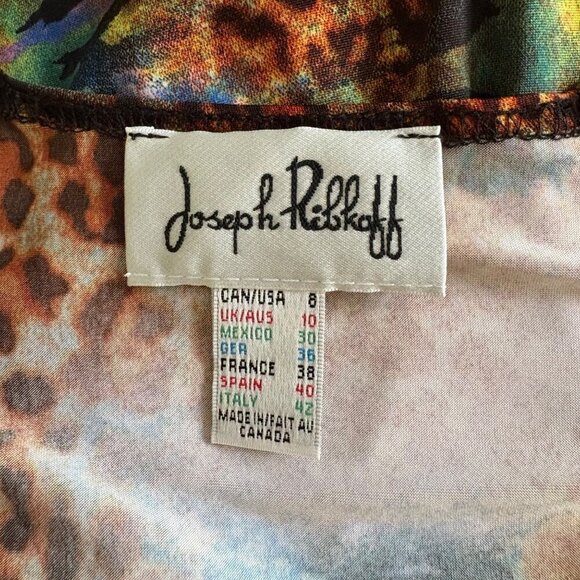 Joseph Ribkoff
CAN/USA 8
UK/AUS 10
MEXICO 30
GER 36
FRANCE 38
SPAIN 40
ITALY 42
MADE IN/FAIT AU
CANADA